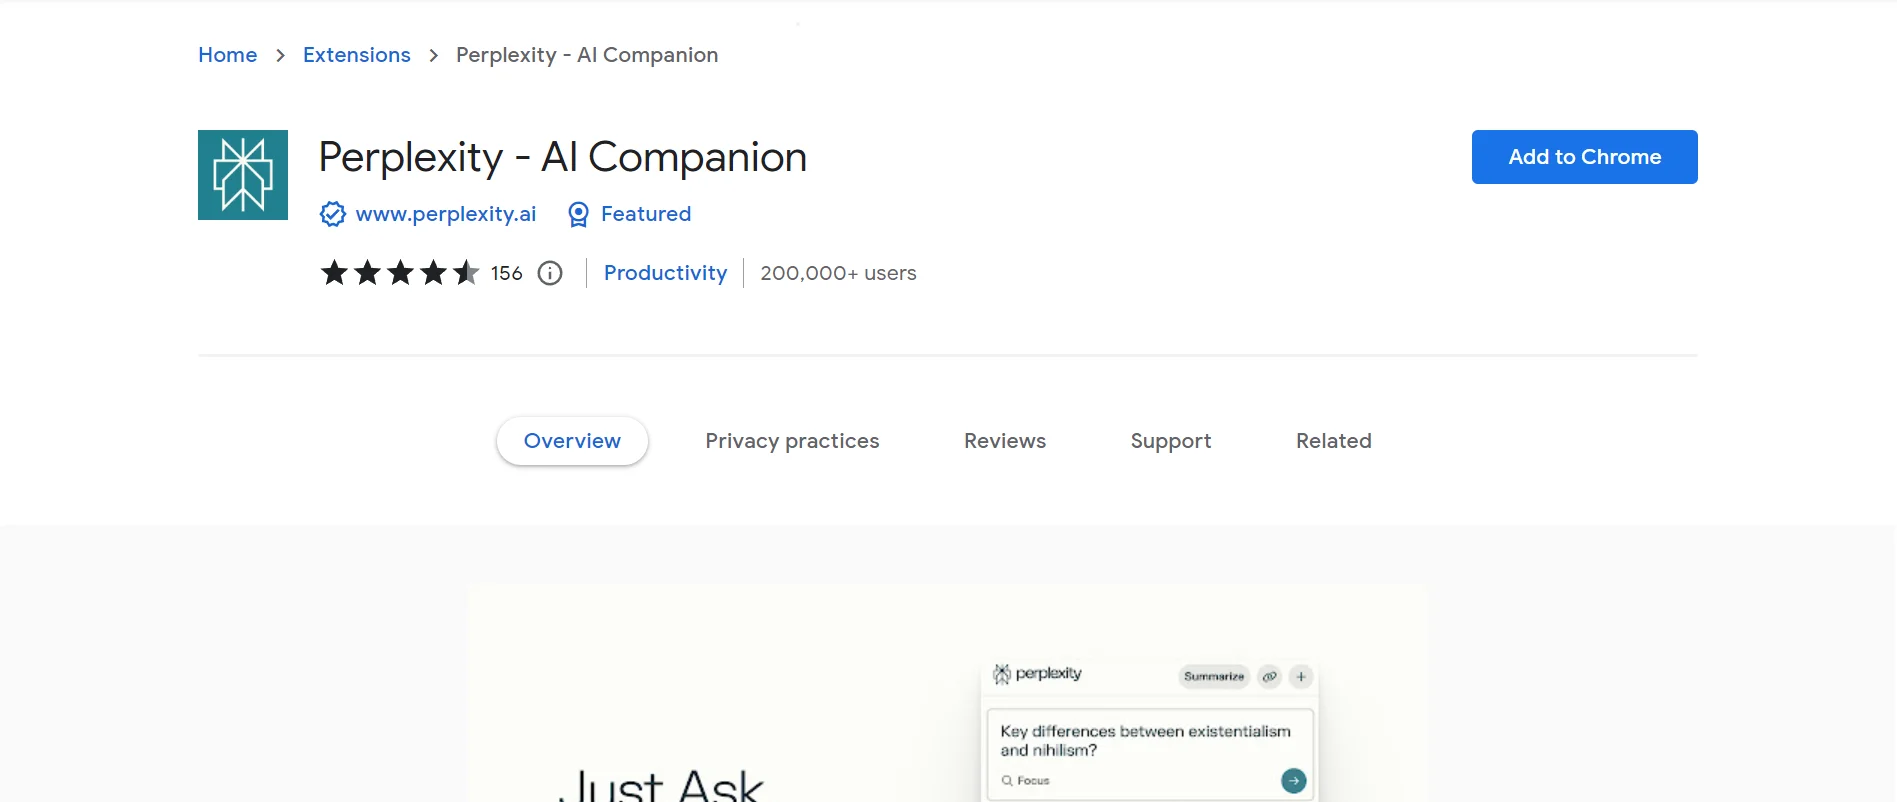 Home > Extensions > Perplexity - AI Companion
Perplexity - AI Companion
Add to Chrome
www.perplexity.ai Featured
156 Productivity 200,000+ users
Overview Privacy practices Reviews Support Related
perplexity Summarize
Key differences between existentialism
and nihilism?
Focus
Just Ask